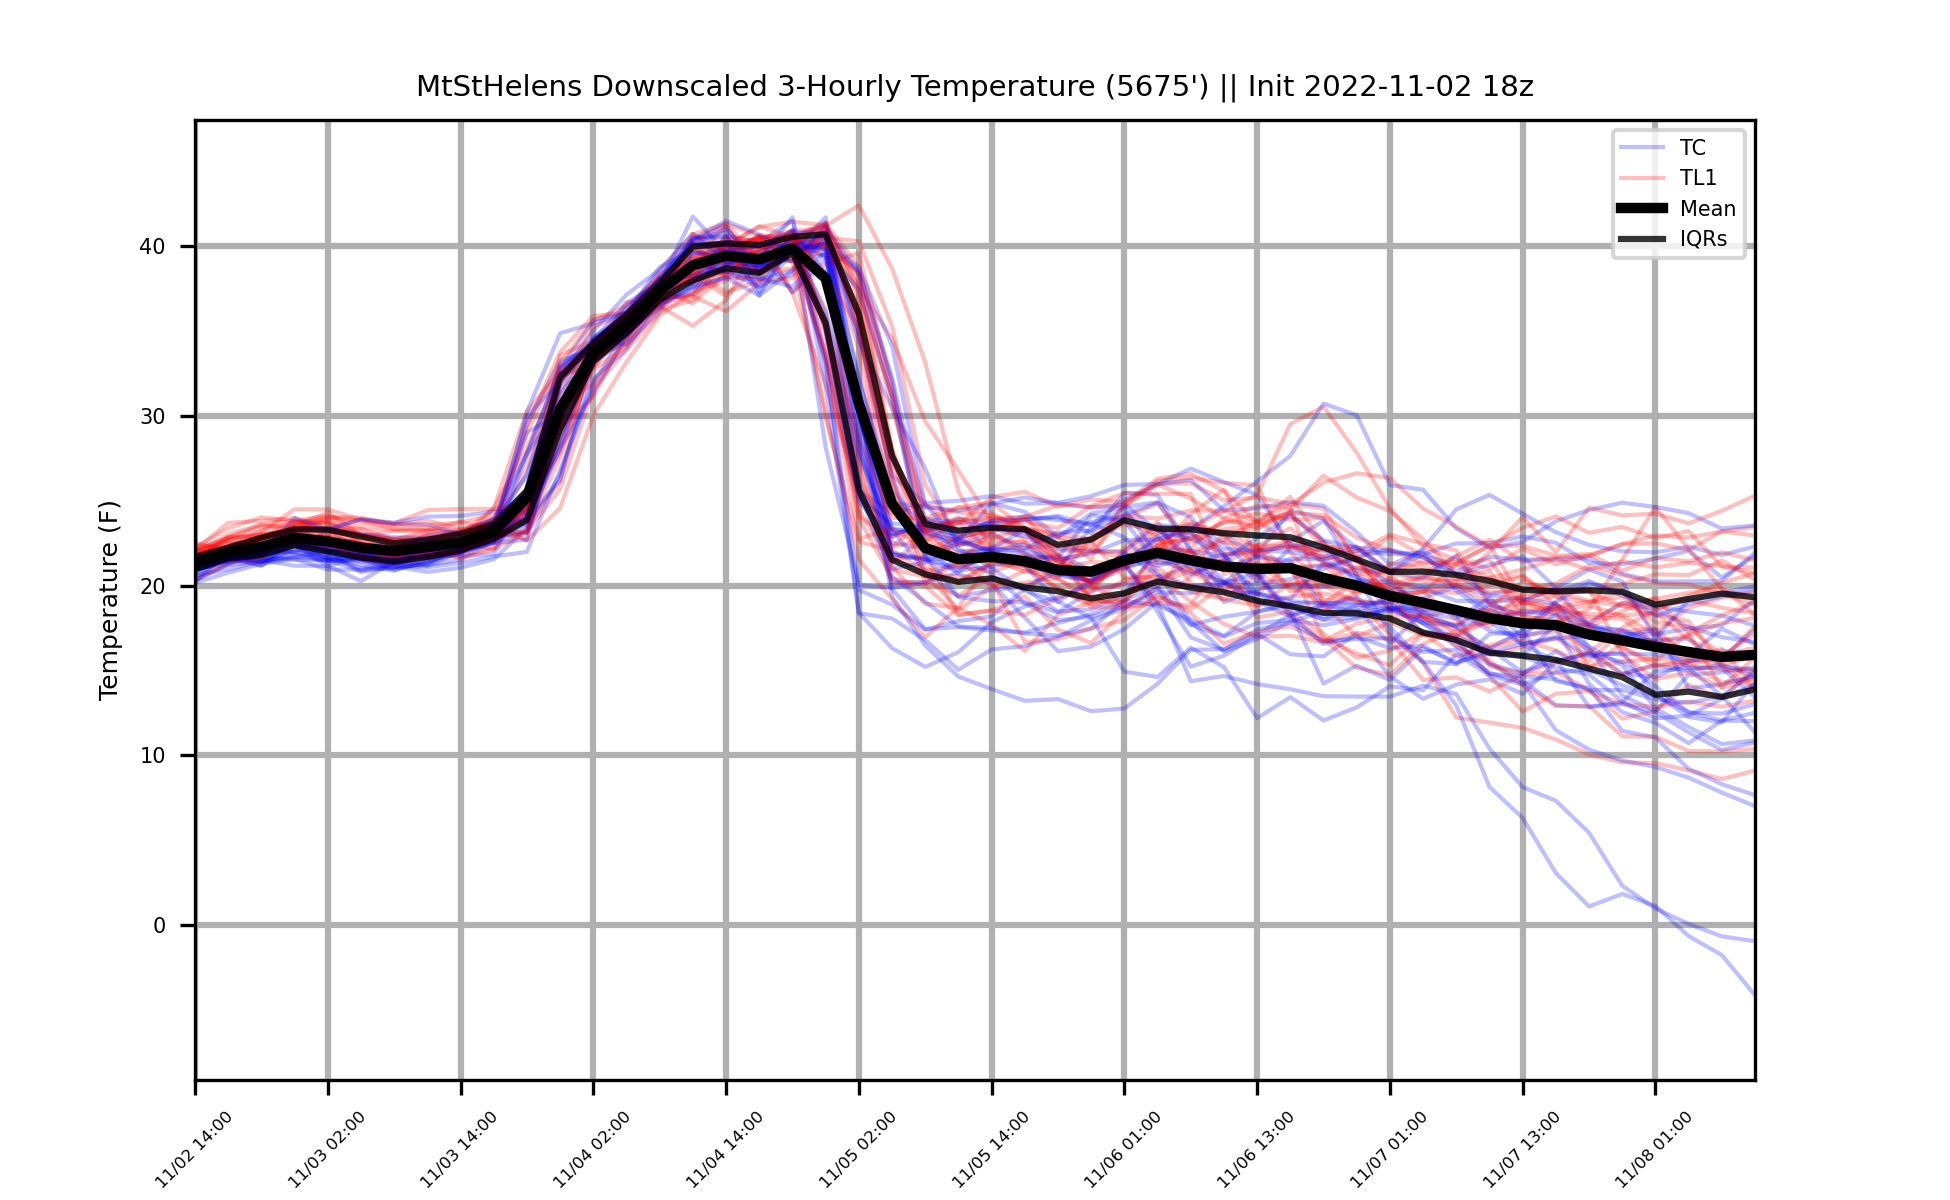 MtStHelens Downscaled 3-Hourly Temperature (5675') || Init 2022-11-02 18z
TC
TL1
Mean
IQRs
Temperature (F)
40
30
20
10
0
11/02 14:00
11/03 02:00
11/03 14:00
11/04 02:00
11/04 14:00
11/05 02:00
11/05 14:00
11/06 01:00
11/06 13:00
11/07 01:00
11/07 13:00
11/08 01:00